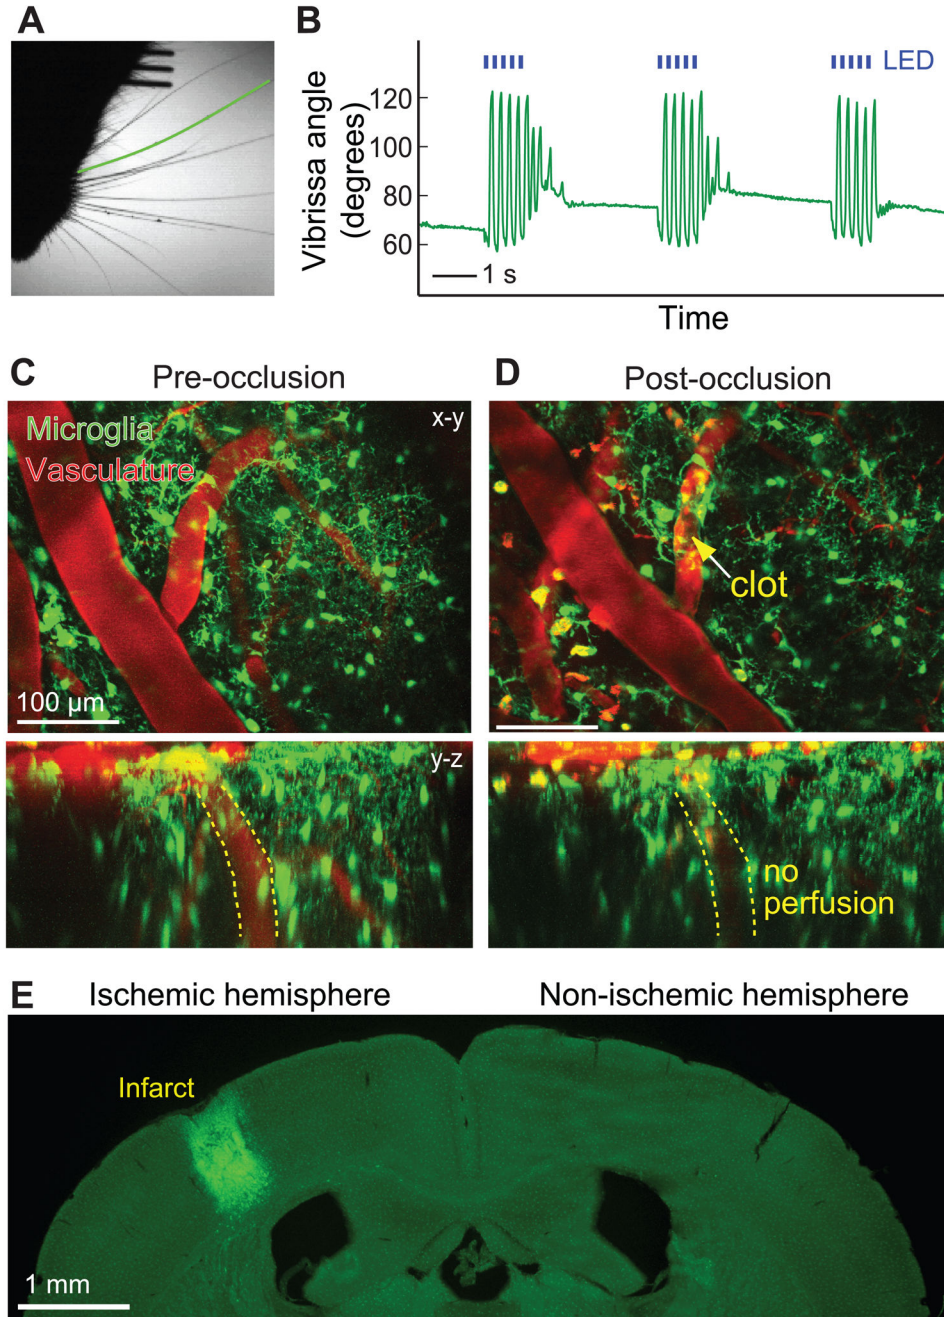 A
B
LED
Vibrissa angle
(degrees)
120
100
80
60
1 s
Time
C
Pre-occlusion
D
Post-occlusion
Microglia
Vasculature
x-y
clot
100 µm
y-z
no
perfusion
E
Ischemic hemisphere
Non-ischemic hemisphere
Infarct
1 mm